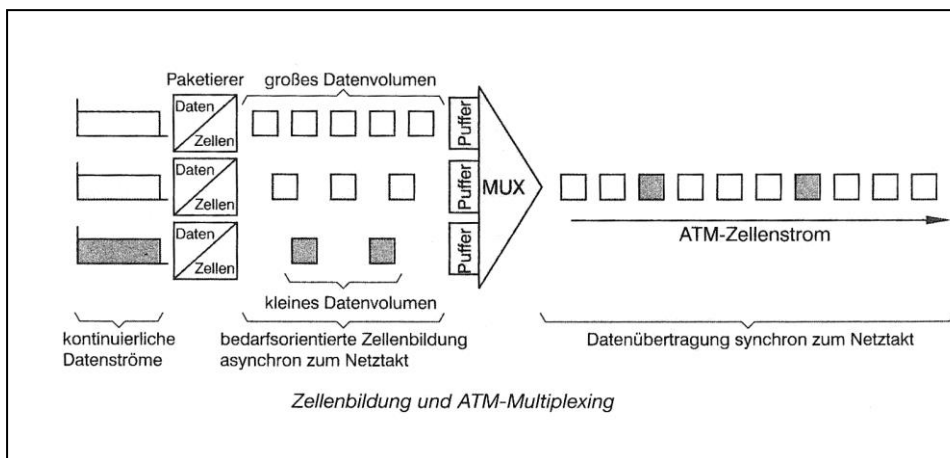 Paketierer
großes Datenvolumen
Daten
Zellen
Puffer
Daten
Zellen
Puffer
MUX
Daten
Zellen
Puffer
ATM-Zellenstrom
kleines Datenvolumen
kontinuierliche
Datenströme
bedarfsorientierte Zellenbildung
asynchron zum Netztakt
Datenübertragung synchron zum Netztakt
Zellenbildung und ATM-Multiplexing